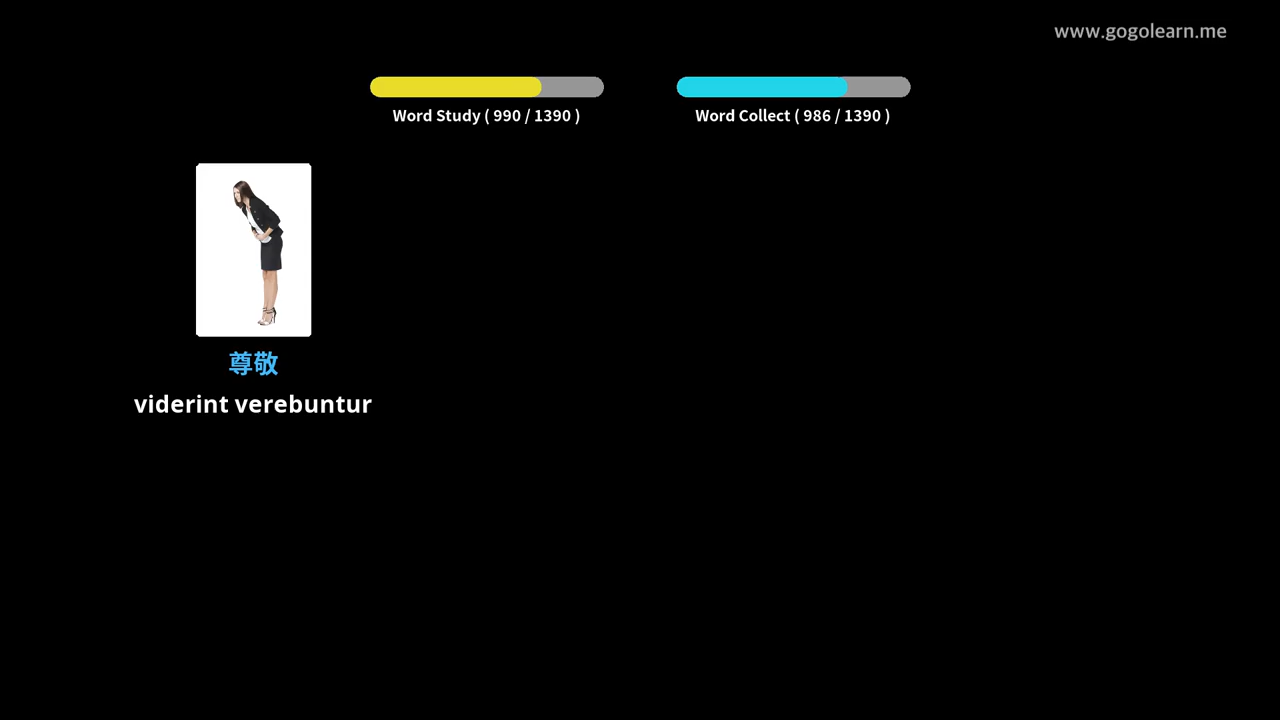 www.gogolearn.me
Word Study ( 990 / 1390 )
Word Collect ( 986 / 1390 )
尊敬
viderint verebuntur